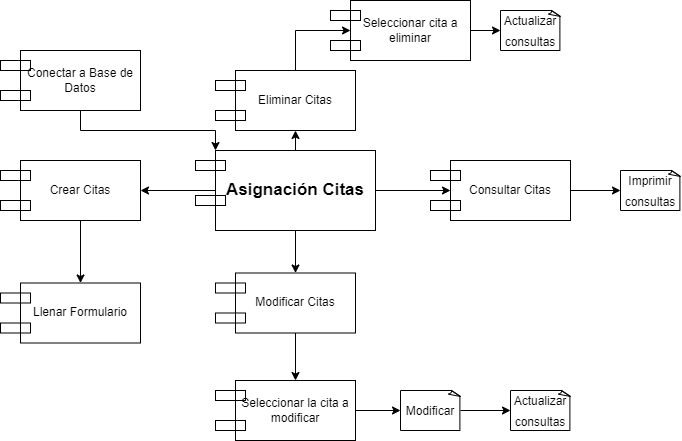 Seleccionar cita a
eliminar
Actualizar
consultas
Conectar a Base de
Datos
Eliminar Citas
Crear Citas
Asignación Citas
Consultar Citas
Imprimir
consultas
Llenar Formulario
Modificar Citas
Seleccionar la cita a
modificar
Modificar
Actualizar
consultas